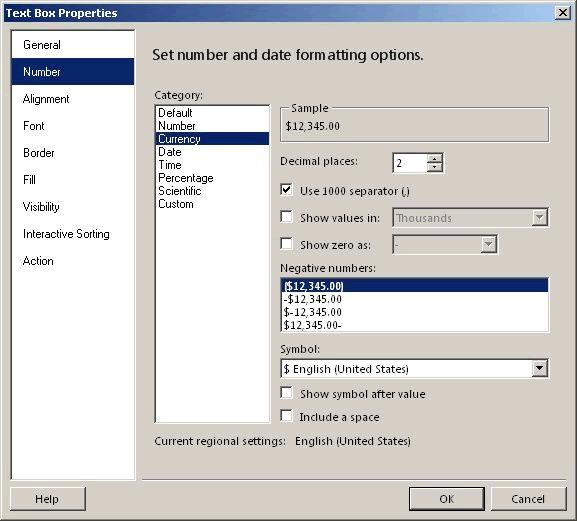 Text Box Properties
General
Number
Alignment
Font
Border
Fill
Visibility
Interactive Sorting
Action
Set number and date formatting options.
Category:
Default
Number
Currency
Date
Time
Percentage
Scientific
Custom
Sample
$12,345.00
Decimal places: 2
Use 1000 separator (,)
Show values in: Thousands
Show zero as: -
Negative numbers:
($12,345.00)
-$12,345.00
$-12,345.00
$12,345.00-
Symbol:
$ English (United States)
Show symbol after value
Include a space
Current regional settings: English (United States)
Help
OK
Cancel